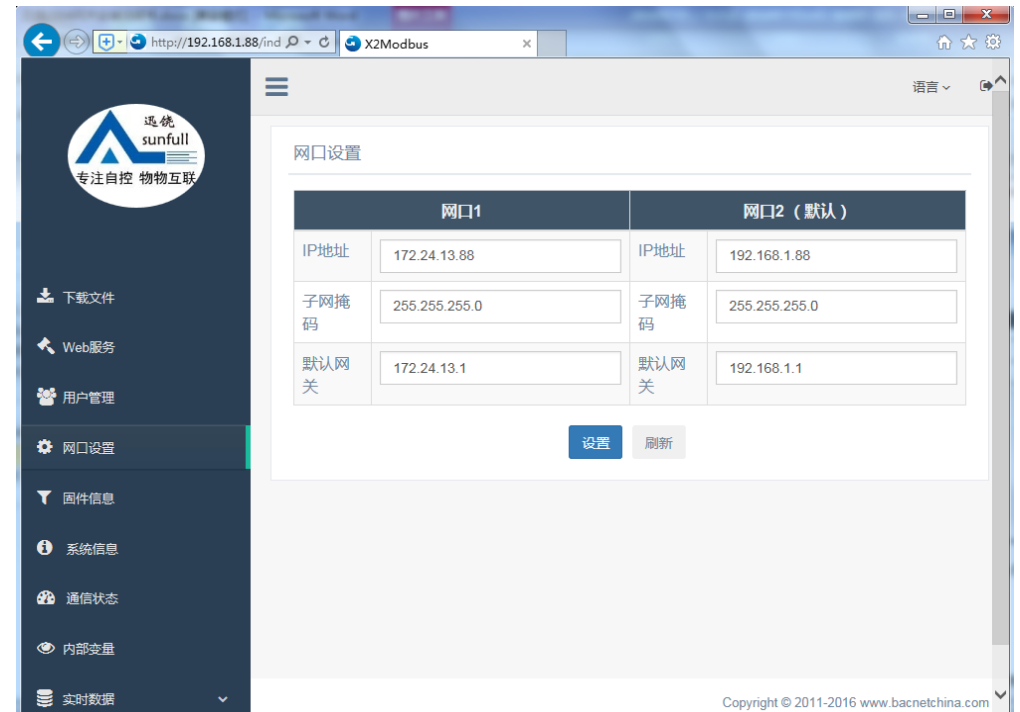 http://192.168.1.88/ind
X2Modbus
语言
迅饶
sunfull
专注自控 物物互联
下载文件
Web服务
用户管理
网口设置
固件信息
系统信息
通信状态
内部变量
实时数据
网口设置
网口1
网口2（默认）
IP地址
172.24.13.88
IP地址
192.168.1.88
子网掩码
255.255.255.0
子网掩码
255.255.255.0
默认网关
172.24.13.1
默认网关
192.168.1.1
设置
刷新
Copyright © 2011-2016 www.bacnetchina.com